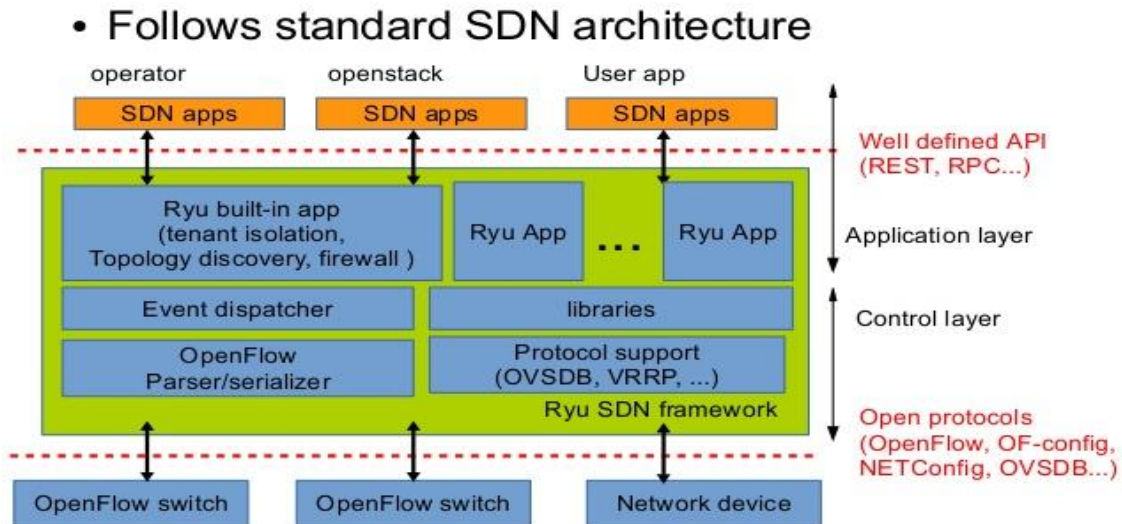 • Follows standard SDN architecture
operator
openstack
User app
SDN apps
SDN apps
SDN apps
Well defined API
(REST, RPC...)
Ryu built-in app
(tenant isolation,
Topology discovery, firewall )
Ryu App
...
Ryu App
Application layer
Event dispatcher
libraries
Control layer
OpenFlow
Parser/serializer
Protocol support
(OVSDB, VRRP, ...)
Ryu SDN framework
Open protocols
(OpenFlow, OF-config,
NETConfig, OVSDB...)
OpenFlow switch
OpenFlow switch
Network device